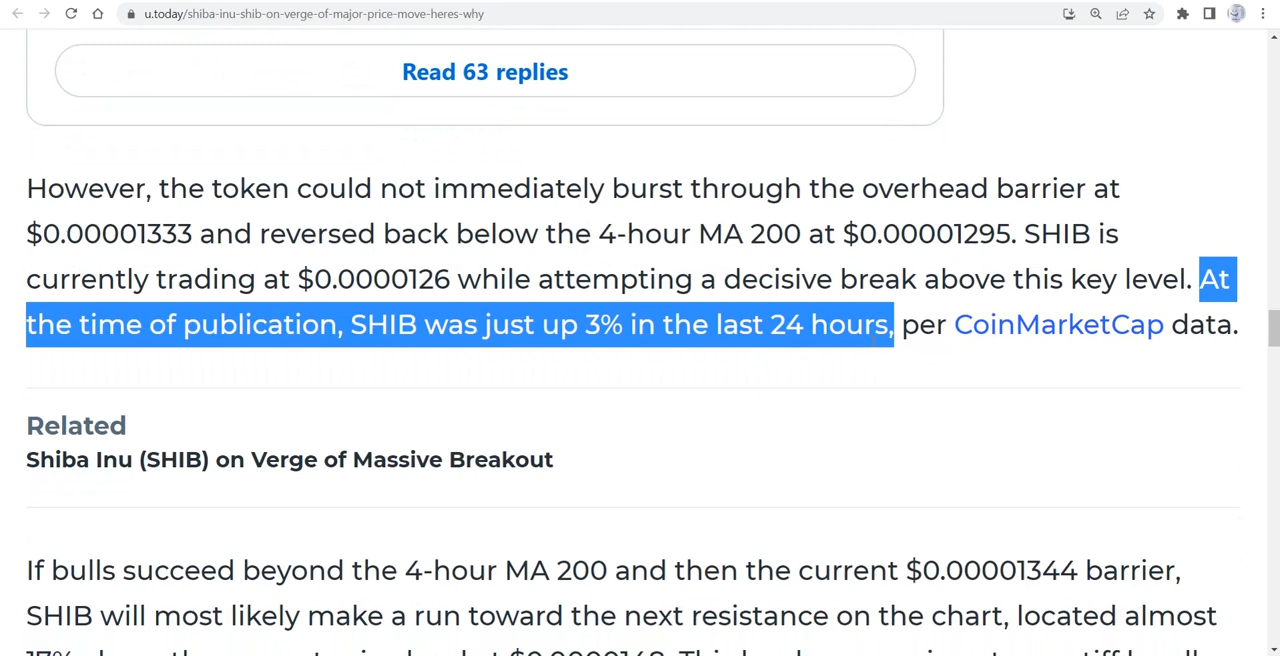 u.today/shiba-inu-shib-on-verge-of-major-price-move-heres-why
Read 63 replies
However, the token could not immediately burst through the overhead barrier at
$0.00001333 and reversed back below the 4-hour MA 200 at $0.00001295. SHIB is
currently trading at $0.0000126 while attempting a decisive break above this key level. At
the time of publication, SHIB was just up 3% in the last 24 hours, per CoinMarketCap data.
Related
Shiba Inu (SHIB) on Verge of Massive Breakout
If bulls succeed beyond the 4-hour MA 200 and then the current $0.00001344 barrier,
SHIB will most likely make a run toward the next resistance on the chart, located almost